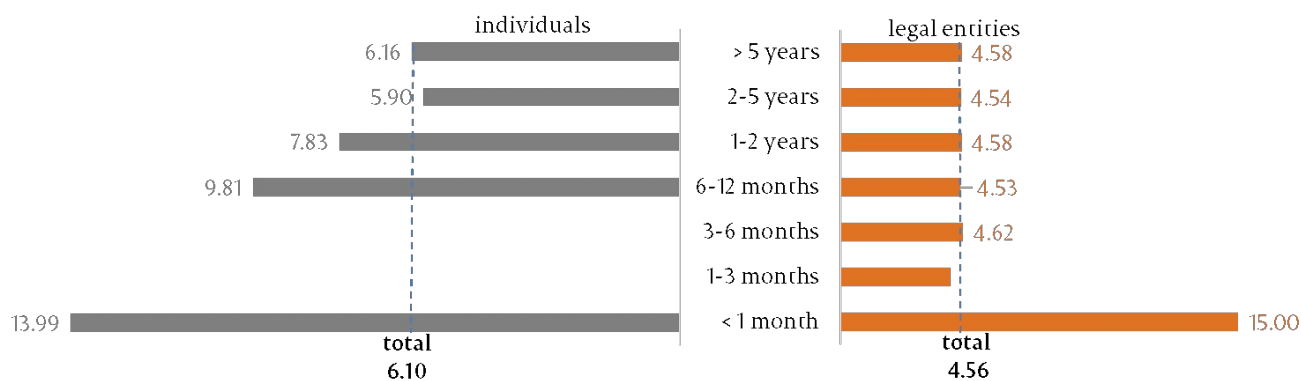 individuals
legal entities
6.16
> 5 years
4.58
5.90
2-5 years
4.54
7.83
1-2 years
4.58
9.81
6-12 months
4.53
3-6 months
4.62
1-3 months
13.99
< 1 month
15.00
total
6.10
total
4.56